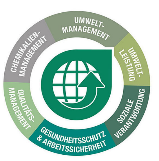 UMWELT-
MANAGEMENT
UMWELT-
LEISTUNG
SOZIALE
VERANTWORTUNG
GESUNDHEITSSCHUTZ
& ARBEITSSICHERHEIT
QUALITÄTS-
MANAGEMENT
CHEMIKALIEN-
MANAGEMENT